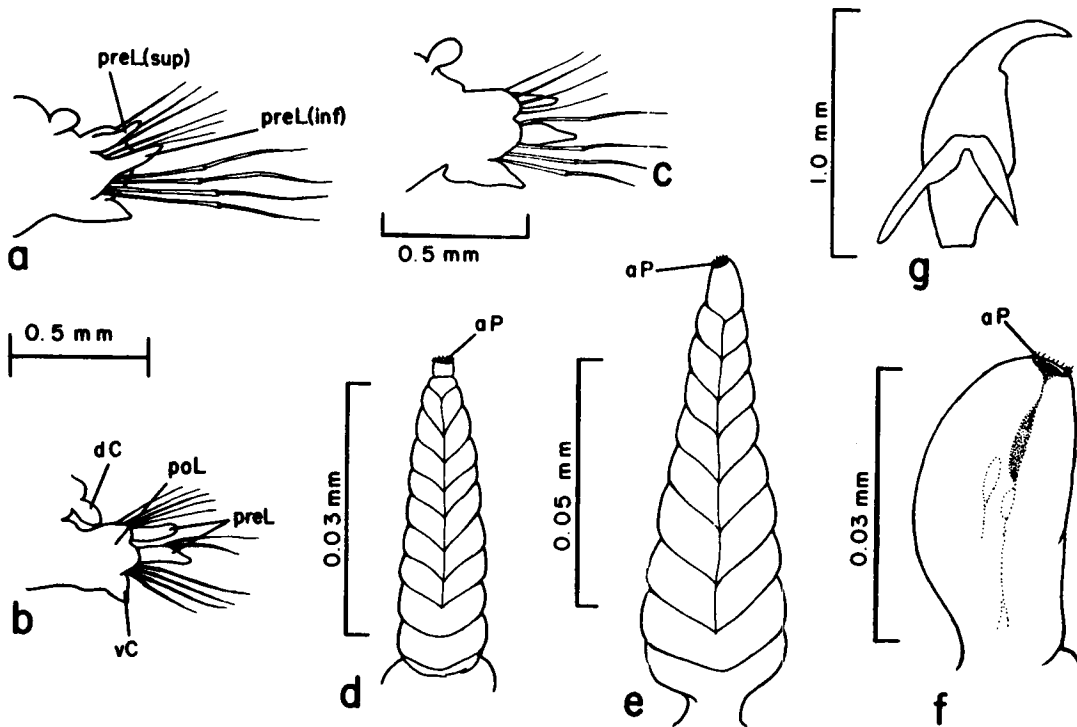 preL(sup)
preL(inf)
a
c
0.5 mm
1.0 mm
g
0.5 mm
dC
poL
preL
vC
b
aP
0.03 mm
d
aP
0.05 mm
e
aP
0.03 mm
f